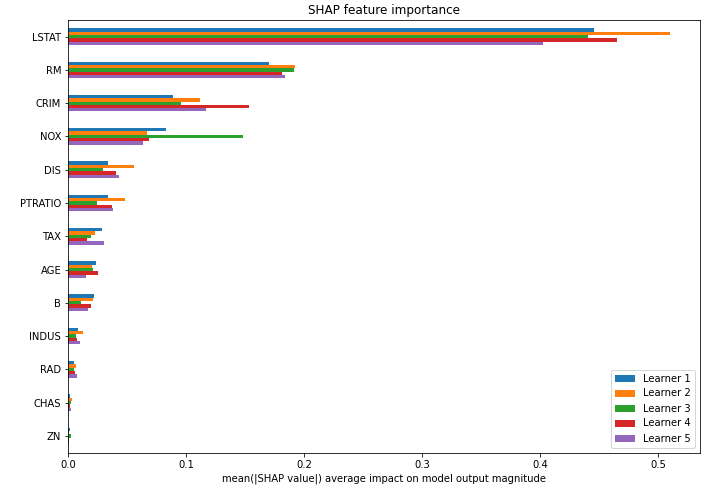 SHAP feature importance
LSTAT
RM
CRIM
NOX
DIS
PTRATIO
TAX
AGE
B
INDUS
RAD
CHAS
ZN
Learner 1
Learner 2
Learner 3
Learner 4
Learner 5
0.0 0.1 0.2 0.3 0.4 0.5
mean(|SHAP value|) average impact on model output magnitude